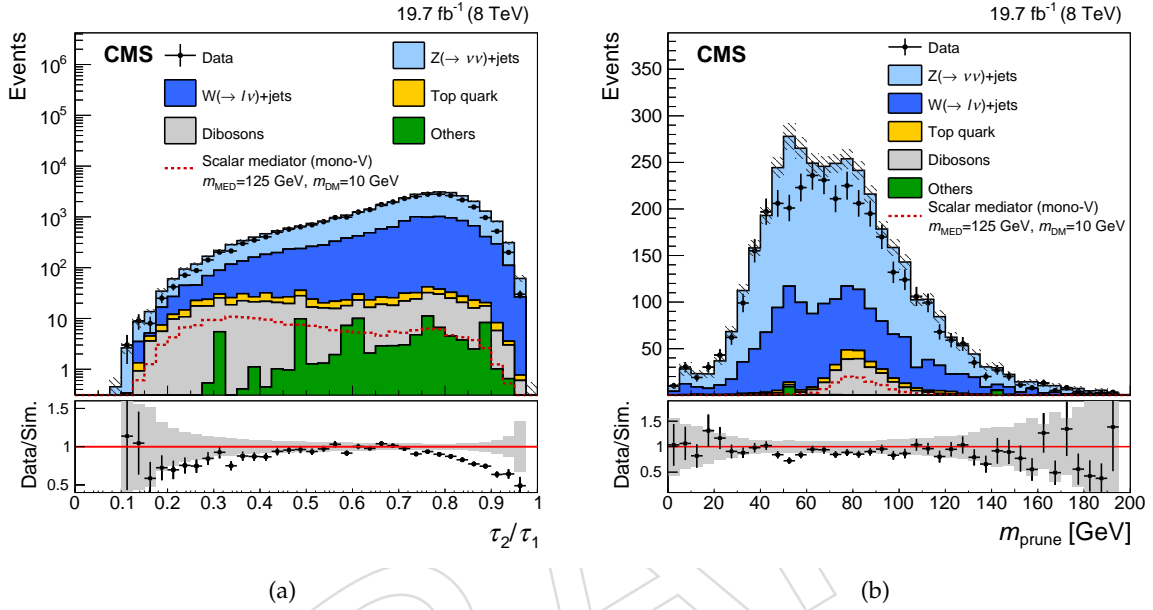 19.7 fb⁻¹ (8 TeV)
Events
CMS
Data
Z(→ νν)+jets
W(→ lν)+jets
Top quark
Dibosons
Others
Scalar mediator (mono-V)
m_MED=125 GeV, m_DM=10 GeV
10⁶
10⁵
10⁴
10³
10²
10
1
Data/Sim.
1.5
1
0.5
0 0.1 0.2 0.3 0.4 0.5 0.6 0.7 0.8 0.9 1
τ₂/τ₁
(a)
19.7 fb⁻¹ (8 TeV)
Events
CMS
Data
Z(→ νν)+jets
W(→ lν)+jets
Top quark
Dibosons
Others
Scalar mediator (mono-V)
m_MED=125 GeV, m_DM=10 GeV
350
300
250
200
150
100
50
Data/Sim.
1.5
1
0.5
0 20 40 60 80 100 120 140 160 180 200
m_prune [GeV]
(b)